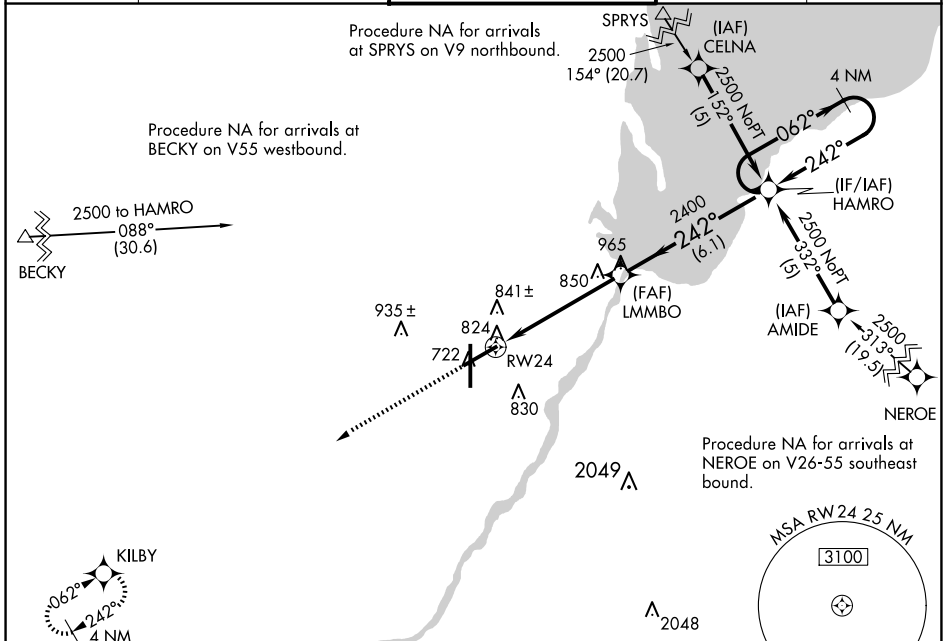 SPRYS
Procedure NA for arrivals
at SPRYS on V9 northbound.
2500
154° (20.7)
(IAF)
CELNA
2500 NoPT
152°
(5)
4 NM
062°
242°
Procedure NA for arrivals at
BECKY on V55 westbound.
(IF/IAF)
HAMRO
2500 to HAMRO
088°
(30.6)
BECKY
2400
242°
(6.1)
2500 NoPT
332°
(5)
965
850
(FAF)
LMMBO
841±
935±
824
722
RW24
830
(IAF)
AMIDE
2500
313°
(19.5)
NEROE
Procedure NA for arrivals at
NEROE on V26-55 southeast
bound.
2049
MSA RW24 25 NM
3100
KILBY
062°
242°
4 NM
2048